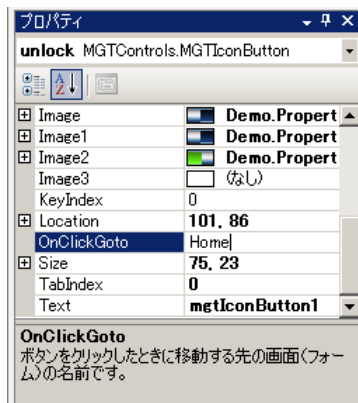 プロパティ
unlock MGTControls.MGTIconButton
Image Demo.Propert
Image1 Demo.Propert
Image2 Demo.Propert
Image3 (なし)
KeyIndex 0
Location 101, 86
OnClickGoto Home
Size 75, 23
TabIndex 0
Text mgtIconButton1
OnClickGoto
ボタンをクリックしたときに移動する先の画面(フォー
ム)の名前です。